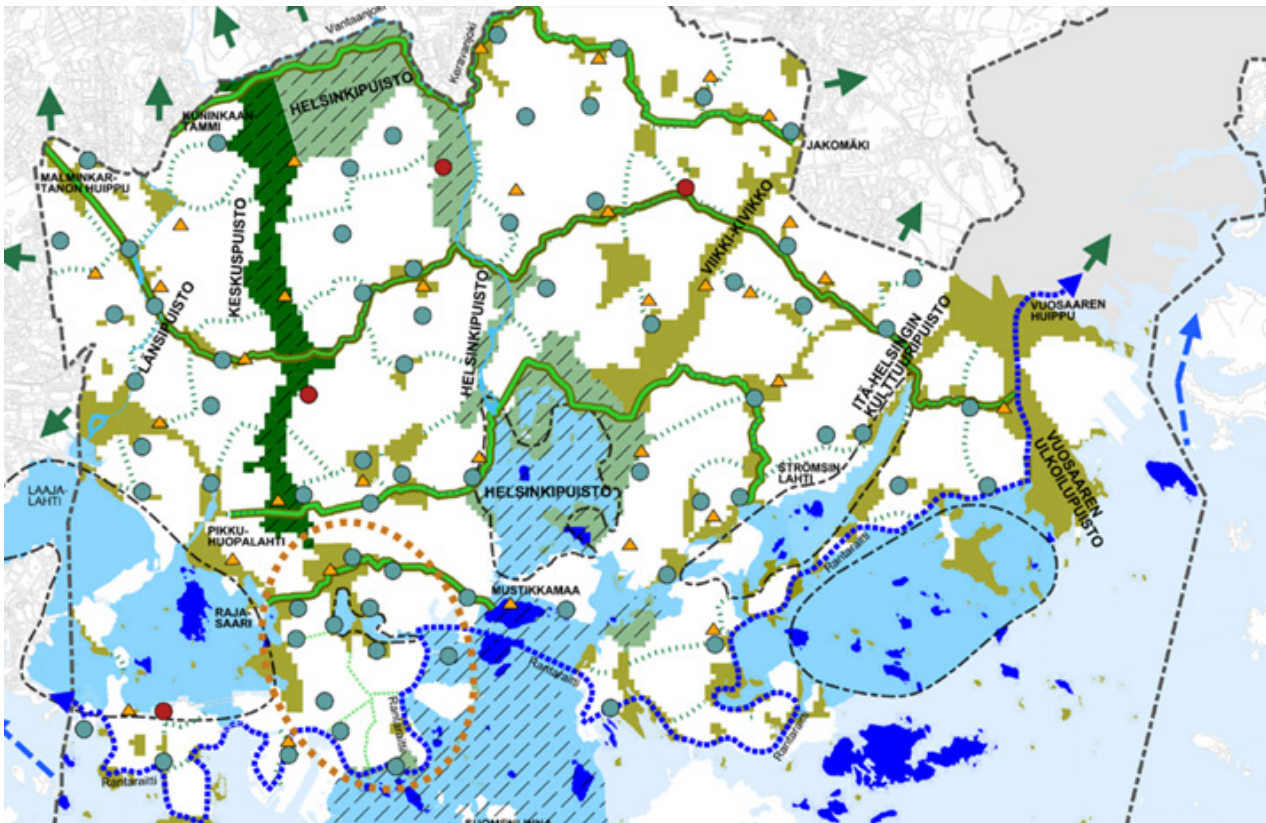 Vantaanjoki
Keravanjoki
HELSINKIPUISTO
KUNINKAAN-
TAMMI
JAKOMÄKI
MALMINKAR-
TANON HUIPPU
KESKUSPUISTO
VIIKKI-KIVIKKO
LÄNSIPUISTO
HELSINKIPUISTO
VUOSAAREN
HUIPPU
ITÄ-HELSINGIN
KULTTUURIPUISTO
VUOSAAREN
ULKOILUPUISTO
STRÖMSIN-
LAHTI
LAAJA-
LAHTI
HELSINKIPUISTO
PIKKU-
HUOPALAHTI
Rantaraitti
MUSTIKKAMAA
RAJA-
SAARI
Rantaraitti
Rantaraitti
Rantaraitti
Rantaraitti
SUOMENLINNA